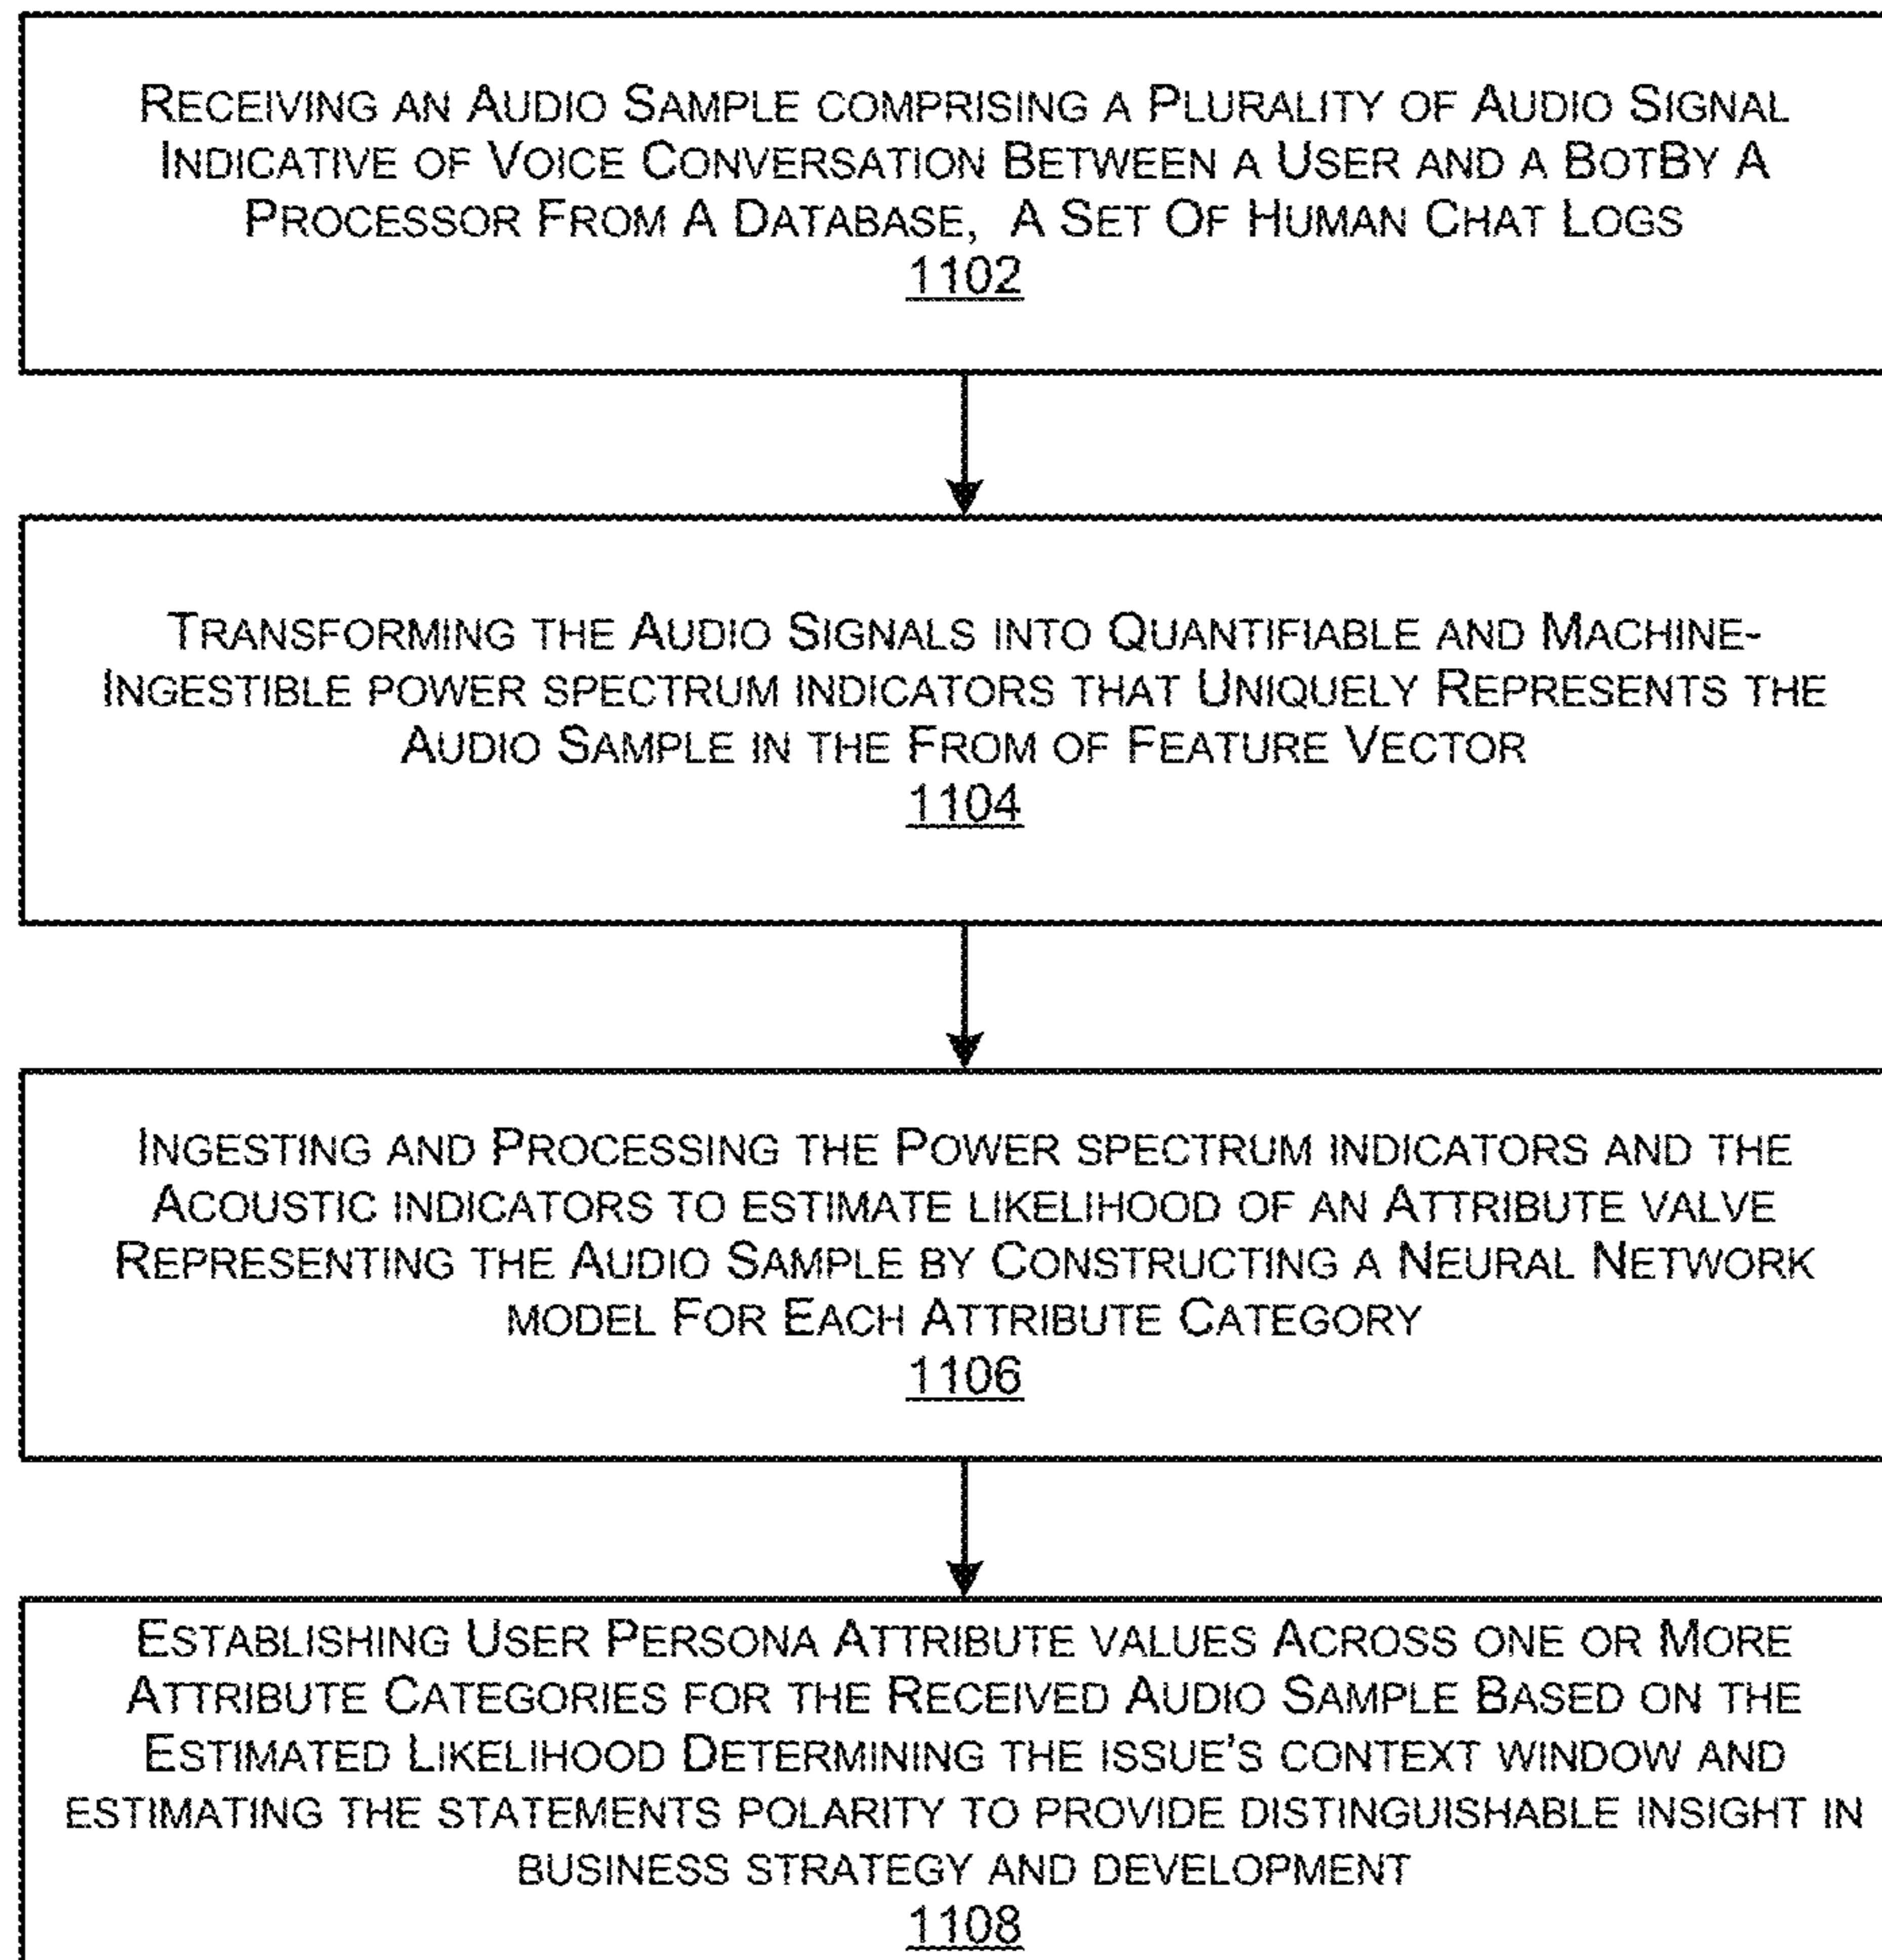 RECEIVING AN AUDIO SAMPLE COMPRISING A PLURALITY OF AUDIO SIGNAL
INDICATIVE OF VOICE CONVERSATION BETWEEN A USER AND A BOTBY A
PROCESSOR FROM A DATABASE, A SET OF HUMAN CHAT LOGS
1102
TRANSFORMING THE AUDIO SIGNALS INTO QUANTIFIABLE AND MACHINE-
INGESTIBLE POWER SPECTRUM INDICATORS THAT UNIQUELY REPRESENTS THE
AUDIO SAMPLE IN THE FROM OF FEATURE VECTOR
1104
INGESTING AND PROCESSING THE POWER SPECTRUM INDICATORS AND THE
ACOUSTIC INDICATORS TO ESTIMATE LIKELIHOOD OF AN ATTRIBUTE VALVE
REPRESENTING THE AUDIO SAMPLE BY CONSTRUCTING A NEURAL NETWORK
MODEL FOR EACH ATTRIBUTE CATEGORY
1106
ESTABLISHING USER PERSONA ATTRIBUTE VALUES ACROSS ONE OR MORE
ATTRIBUTE CATEGORIES FOR THE RECEIVED AUDIO SAMPLE BASED ON THE
ESTIMATED LIKELIHOOD DETERMINING THE ISSUE'S CONTEXT WINDOW AND
ESTIMATING THE STATEMENTS POLARITY TO PROVIDE DISTINGUISHABLE INSIGHT IN
BUSINESS STRATEGY AND DEVELOPMENT
1108